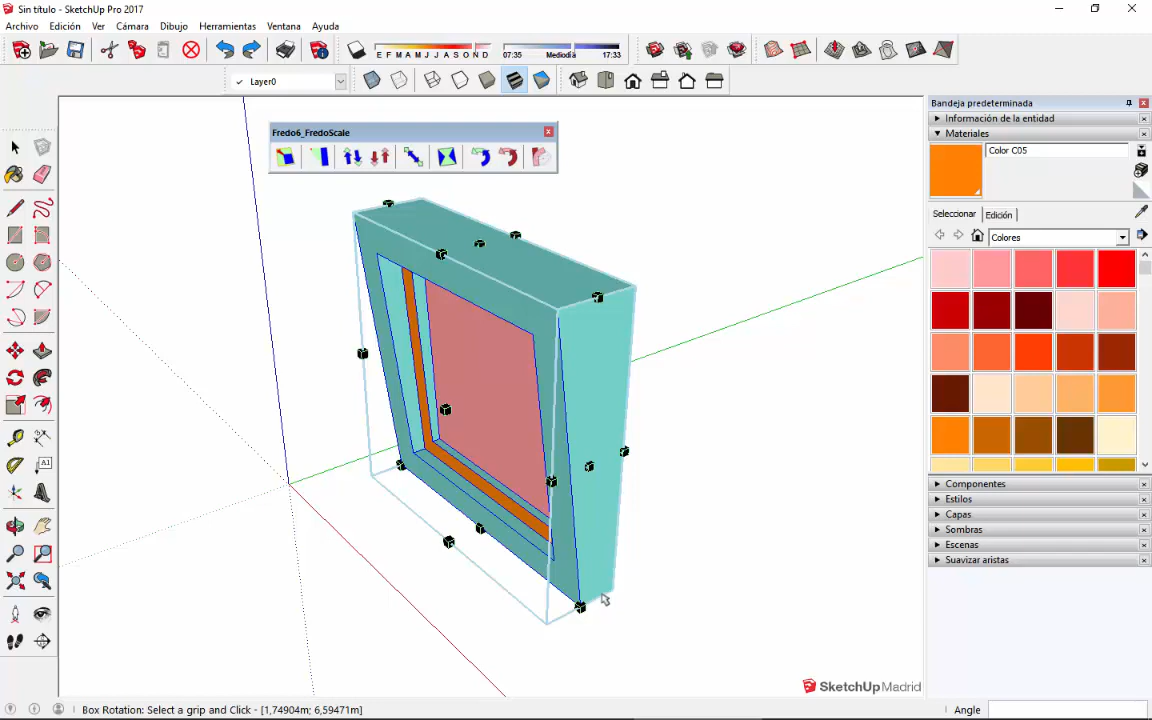 Sin título - SketchUp Pro 2017
Archivo Edición Ver Cámara Dibujo Herramientas Ventana Ayuda
E F M A M J J A S O N D 07:35 Mediodía 17:33
Layer0
Bandeja predeterminada
Información de la entidad
Materiales
Fredo6_FredoScale
Color C05
Seleccionar Edición
Colores
A1
Componentes
Estilos
Capas
Sombras
Escenas
Suavizar aristas
SketchUp Madrid
Box Rotation: Select a grip and Click - [1,74904m; 6,59471m]
Angle